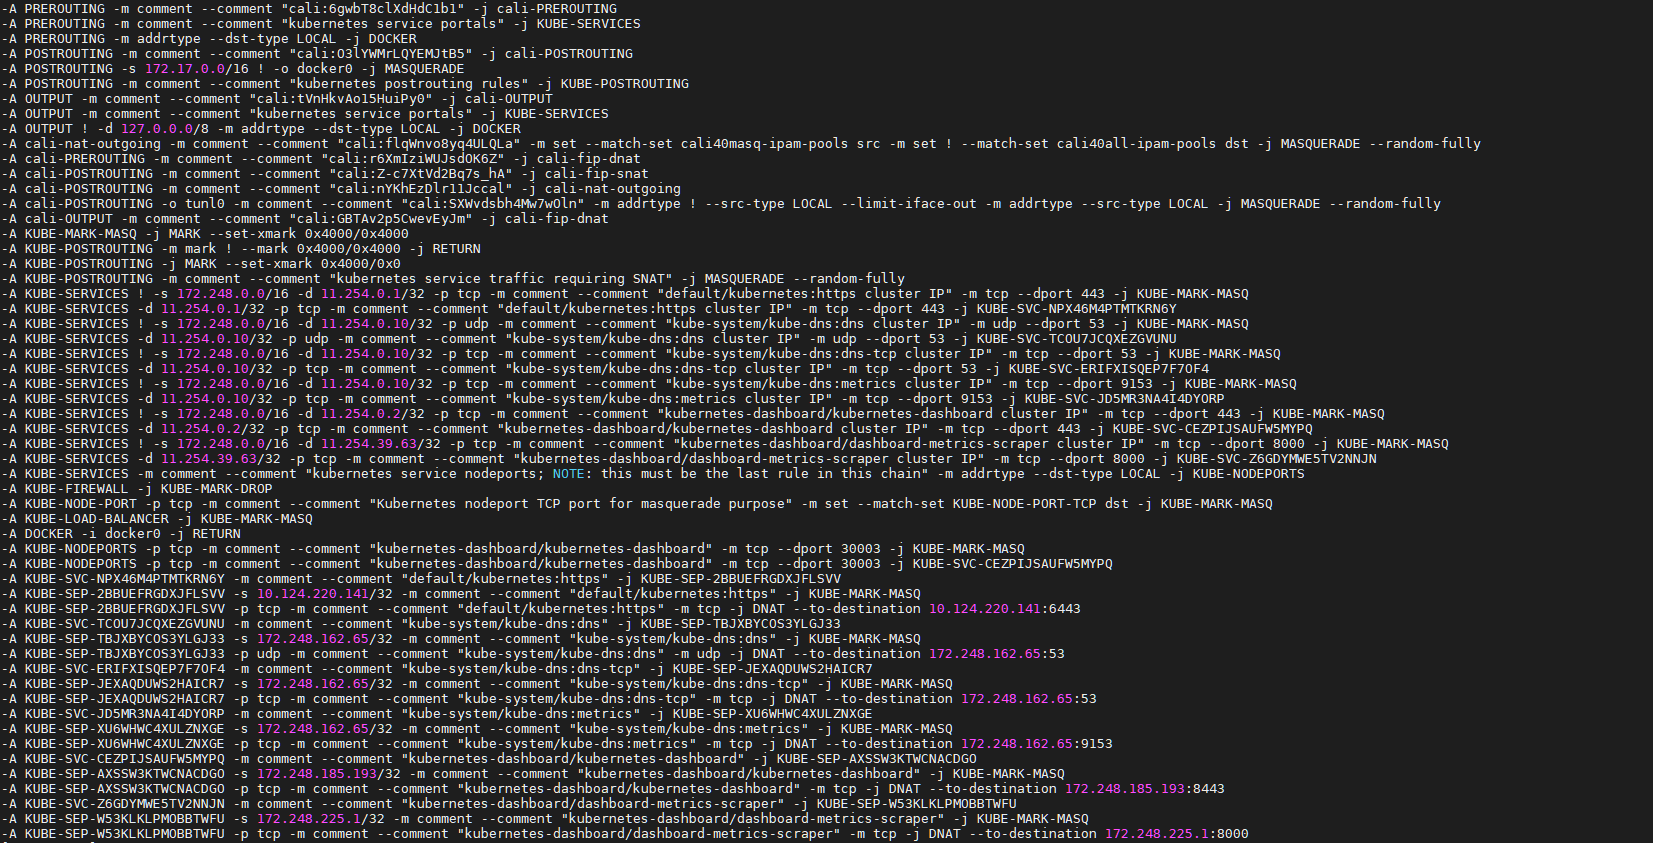 -A PREROUTING -m comment --comment "cali:6gwbT8clXdHdC1b1" -j cali-PREROUTING
-A PREROUTING -m comment --comment "kubernetes service portals" -j KUBE-SERVICES
-A PREROUTING -m addrtype --dst-type LOCAL -j DOCKER
-A POSTROUTING -m comment --comment "cali:O3lYWMrLQYEMJtB5" -j cali-POSTROUTING
-A POSTROUTING -s 172.17.0.0/16 ! -o docker0 -j MASQUERADE
-A POSTROUTING -m comment --comment "kubernetes postrouting rules" -j KUBE-POSTROUTING
-A OUTPUT -m comment --comment "cali:tVnHkvAo15HuiPy0" -j cali-OUTPUT
-A OUTPUT -m comment --comment "kubernetes service portals" -j KUBE-SERVICES
-A OUTPUT ! -d 127.0.0.0/8 -m addrtype --dst-type LOCAL -j DOCKER
-A cali-nat-outgoing -m comment --comment "cali:flqWnvo8yq4ULQLa" -m set --match-set cali40masq-ipam-pools src -m set ! --match-set cali40all-ipam-pools dst -j MASQUERADE --random-fully
-A cali-PREROUTING -m comment --comment "cali:r6XmIziWUJsdOK6Z" -j cali-fip-dnat
-A cali-POSTROUTING -m comment --comment "cali:Z-c7XtVd2Bq7s_hA" -j cali-fip-snat
-A cali-POSTROUTING -m comment --comment "cali:nYKhEzDlr11Jccal" -j cali-nat-outgoing
-A cali-POSTROUTING -o tunl0 -m comment --comment "cali:SXWvdsbh4Mw7wOln" -m addrtype ! --src-type LOCAL --limit-iface-out -m addrtype --src-type LOCAL -j MASQUERADE --random-fully
-A cali-OUTPUT -m comment --comment "cali:GBTAv2p5CwevEyJm" -j cali-fip-dnat
-A KUBE-MARK-MASQ -j MARK --set-xmark 0x4000/0x4000
-A KUBE-POSTROUTING -m mark ! --mark 0x4000/0x4000 -j RETURN
-A KUBE-POSTROUTING -j MARK --set-xmark 0x4000/0x0
-A KUBE-POSTROUTING -m comment --comment "kubernetes service traffic requiring SNAT" -j MASQUERADE --random-fully
-A KUBE-SERVICES ! -s 172.248.0.0/16 -d 11.254.0.1/32 -p tcp -m comment --comment "default/kubernetes:https cluster IP" -m tcp --dport 443 -j KUBE-MARK-MASQ
-A KUBE-SERVICES -d 11.254.0.1/32 -p tcp -m comment --comment "default/kubernetes:https cluster IP" -m tcp --dport 443 -j KUBE-SVC-NPX46M4PTMTKRN6Y
-A KUBE-SERVICES ! -s 172.248.0.0/16 -d 11.254.0.10/32 -p udp -m comment --comment "kube-system/kube-dns:dns cluster IP" -m udp --dport 53 -j KUBE-MARK-MASQ
-A KUBE-SERVICES -d 11.254.0.10/32 -p udp -m comment --comment "kube-system/kube-dns:dns cluster IP" -m udp --dport 53 -j KUBE-SVC-TCOU7JCQXEZGVUNU
-A KUBE-SERVICES ! -s 172.248.0.0/16 -d 11.254.0.10/32 -p tcp -m comment --comment "kube-system/kube-dns:dns-tcp cluster IP" -m tcp --dport 53 -j KUBE-MARK-MASQ
-A KUBE-SERVICES -d 11.254.0.10/32 -p tcp -m comment --comment "kube-system/kube-dns:dns-tcp cluster IP" -m tcp --dport 53 -j KUBE-SVC-ERIFXISQEP7F7OF4
-A KUBE-SERVICES ! -s 172.248.0.0/16 -d 11.254.0.10/32 -p tcp -m comment --comment "kube-system/kube-dns:metrics cluster IP" -m tcp --dport 9153 -j KUBE-MARK-MASQ
-A KUBE-SERVICES -d 11.254.0.10/32 -p tcp -m comment --comment "kube-system/kube-dns:metrics cluster IP" -m tcp --dport 9153 -j KUBE-SVC-JD5MR3NA4I4DYORP
-A KUBE-SERVICES ! -s 172.248.0.0/16 -d 11.254.0.2/32 -p tcp -m comment --comment "kubernetes-dashboard/kubernetes-dashboard cluster IP" -m tcp --dport 443 -j KUBE-MARK-MASQ
-A KUBE-SERVICES -d 11.254.0.2/32 -p tcp -m comment --comment "kubernetes-dashboard/kubernetes-dashboard cluster IP" -m tcp --dport 443 -j KUBE-SVC-CEZPIJSAUFW5MYPQ
-A KUBE-SERVICES ! -s 172.248.0.0/16 -d 11.254.39.63/32 -p tcp -m comment --comment "kubernetes-dashboard/dashboard-metrics-scraper cluster IP" -m tcp --dport 8000 -j KUBE-MARK-MASQ
-A KUBE-SERVICES -d 11.254.39.63/32 -p tcp -m comment --comment "kubernetes-dashboard/dashboard-metrics-scraper cluster IP" -m tcp --dport 8000 -j KUBE-SVC-Z6GDYMWE5TV2NNJN
-A KUBE-SERVICES -m comment --comment "kubernetes service nodeports; NOTE: this must be the last rule in this chain" -m addrtype --dst-type LOCAL -j KUBE-NODEPORTS
-A KUBE-FIREWALL -j KUBE-MARK-DROP
-A KUBE-NODE-PORT -p tcp -m comment --comment "Kubernetes nodeport TCP port for masquerade purpose" -m set --match-set KUBE-NODE-PORT-TCP dst -j KUBE-MARK-MASQ
-A KUBE-LOAD-BALANCER -j KUBE-MARK-MASQ
-A DOCKER -i docker0 -j RETURN
-A KUBE-NODEPORTS -p tcp -m comment --comment "kubernetes-dashboard/kubernetes-dashboard" -m tcp --dport 30003 -j KUBE-MARK-MASQ
-A KUBE-NODEPORTS -p tcp -m comment --comment "kubernetes-dashboard/kubernetes-dashboard" -m tcp --dport 30003 -j KUBE-SVC-CEZPIJSAUFW5MYPQ
-A KUBE-SVC-NPX46M4PTMTKRN6Y -m comment --comment "default/kubernetes:https" -j KUBE-SEP-2BBUEFRGDXJFLSVV
-A KUBE-SEP-2BBUEFRGDXJFLSVV -s 10.124.220.141/32 -m comment --comment "default/kubernetes:https" -j KUBE-MARK-MASQ
-A KUBE-SEP-2BBUEFRGDXJFLSVV -p tcp -m comment --comment "default/kubernetes:https" -m tcp -j DNAT --to-destination 10.124.220.141:6443
-A KUBE-SVC-TCOU7JCQXEZGVUNU -m comment --comment "kube-system/kube-dns:dns" -j KUBE-SEP-TBJXBYCOS3YLGJ33
-A KUBE-SEP-TBJXBYCOS3YLGJ33 -s 172.248.162.65/32 -m comment --comment "kube-system/kube-dns:dns" -j KUBE-MARK-MASQ
-A KUBE-SEP-TBJXBYCOS3YLGJ33 -p udp -m comment --comment "kube-system/kube-dns:dns" -m udp -j DNAT --to-destination 172.248.162.65:53
-A KUBE-SVC-ERIFXISQEP7F7OF4 -m comment --comment "kube-system/kube-dns:dns-tcp" -j KUBE-SEP-JEXAQDUWS2HAICR7
-A KUBE-SEP-JEXAQDUWS2HAICR7 -s 172.248.162.65/32 -m comment --comment "kube-system/kube-dns:dns-tcp" -j KUBE-MARK-MASQ
-A KUBE-SEP-JEXAQDUWS2HAICR7 -p tcp -m comment --comment "kube-system/kube-dns:dns-tcp" -m tcp -j DNAT --to-destination 172.248.162.65:53
-A KUBE-SVC-JD5MR3NA4I4DYORP -m comment --comment "kube-system/kube-dns:metrics" -j KUBE-SEP-XU6WHWC4XULZNXGE
-A KUBE-SEP-XU6WHWC4XULZNXGE -s 172.248.162.65/32 -m comment --comment "kube-system/kube-dns:metrics" -j KUBE-MARK-MASQ
-A KUBE-SEP-XU6WHWC4XULZNXGE -p tcp -m comment --comment "kube-system/kube-dns:metrics" -m tcp -j DNAT --to-destination 172.248.162.65:9153
-A KUBE-SVC-CEZPIJSAUFW5MYPQ -m comment --comment "kubernetes-dashboard/kubernetes-dashboard" -j KUBE-SEP-AXSSW3KTWCNACDGO
-A KUBE-SEP-AXSSW3KTWCNACDGO -s 172.248.185.193/32 -m comment --comment "kubernetes-dashboard/kubernetes-dashboard" -j KUBE-MARK-MASQ
-A KUBE-SEP-AXSSW3KTWCNACDGO -p tcp -m comment --comment "kubernetes-dashboard/kubernetes-dashboard" -m tcp -j DNAT --to-destination 172.248.185.193:8443
-A KUBE-SVC-Z6GDYMWE5TV2NNJN -m comment --comment "kubernetes-dashboard/dashboard-metrics-scraper" -j KUBE-SEP-W53KLKLPMOBBTWFU
-A KUBE-SEP-W53KLKLPMOBBTWFU -s 172.248.225.1/32 -m comment --comment "kubernetes-dashboard/dashboard-metrics-scraper" -j KUBE-MARK-MASQ
-A KUBE-SEP-W53KLKLPMOBBTWFU -p tcp -m comment --comment "kubernetes-dashboard/dashboard-metrics-scraper" -m tcp -j DNAT --to-destination 172.248.225.1:8000